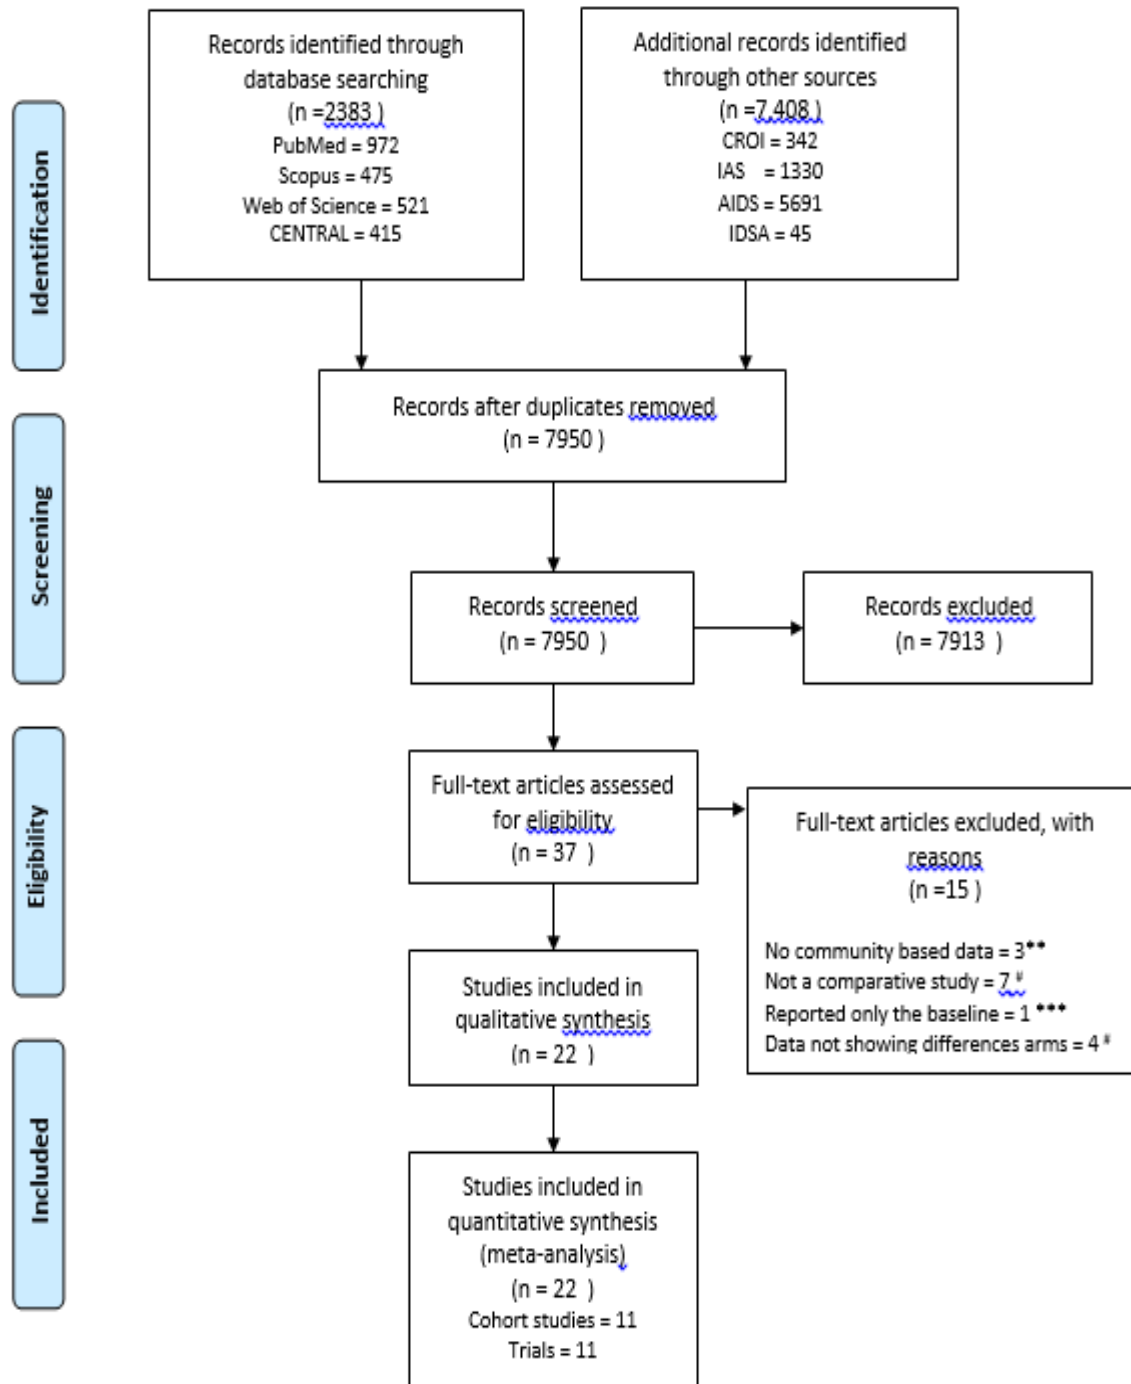 Identification
Records identified through
database searching
(n =2383 )
PubMed = 972
Scopus = 475
Web of Science = 521
CENTRAL = 415
Additional records identified
through other sources
(n =7,408 )
CROI = 342
IAS = 1330
AIDS = 5691
IDSA = 45
Screening
Records after duplicates removed
(n = 7950 )
Records screened
(n = 7950 )
Records excluded
(n = 7913 )
Eligibility
Full-text articles assessed
for eligibility
(n = 37 )
Full-text articles excluded, with
reasons
(n =15 )
No community based data = 3**
Not a comparative study = 7 #
Reported only the baseline = 1 ***
Data not showing differences arms = 4 #
Studies included in
qualitative synthesis
(n = 22 )
Included
Studies included in
quantitative synthesis
(meta-analysis)
(n = 22 )
Cohort studies = 11
Trials = 11